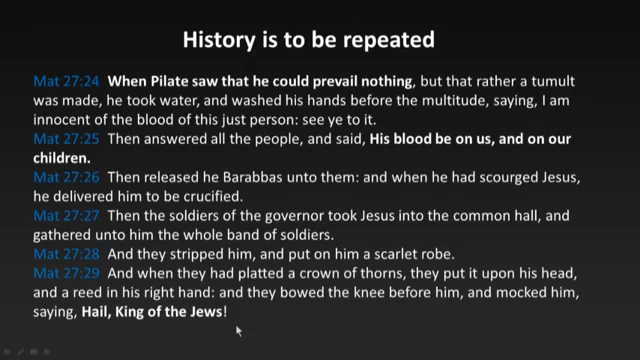 History is to be repeated
Mat 27:24 When Pilate saw that he could prevail nothing, but that rather a tumult
was made, he took water, and washed his hands before the multitude, saying, I am
innocent of the blood of this just person: see ye to it.
Mat 27:25 Then answered all the people, and said, His blood be on us, and on our
children.
Mat 27:26 Then released he Barabbas unto them: and when he had scourged Jesus,
he delivered him to be crucified.
Mat 27:27 Then the soldiers of the governor took Jesus into the common hall, and
gathered unto him the whole band of soldiers.
Mat 27:28 And they stripped him, and put on him a scarlet robe.
Mat 27:29 And when they had platted a crown of thorns, they put it upon his head,
and a reed in his right hand: and they bowed the knee before him, and mocked him,
saying, Hail, King of the Jews!